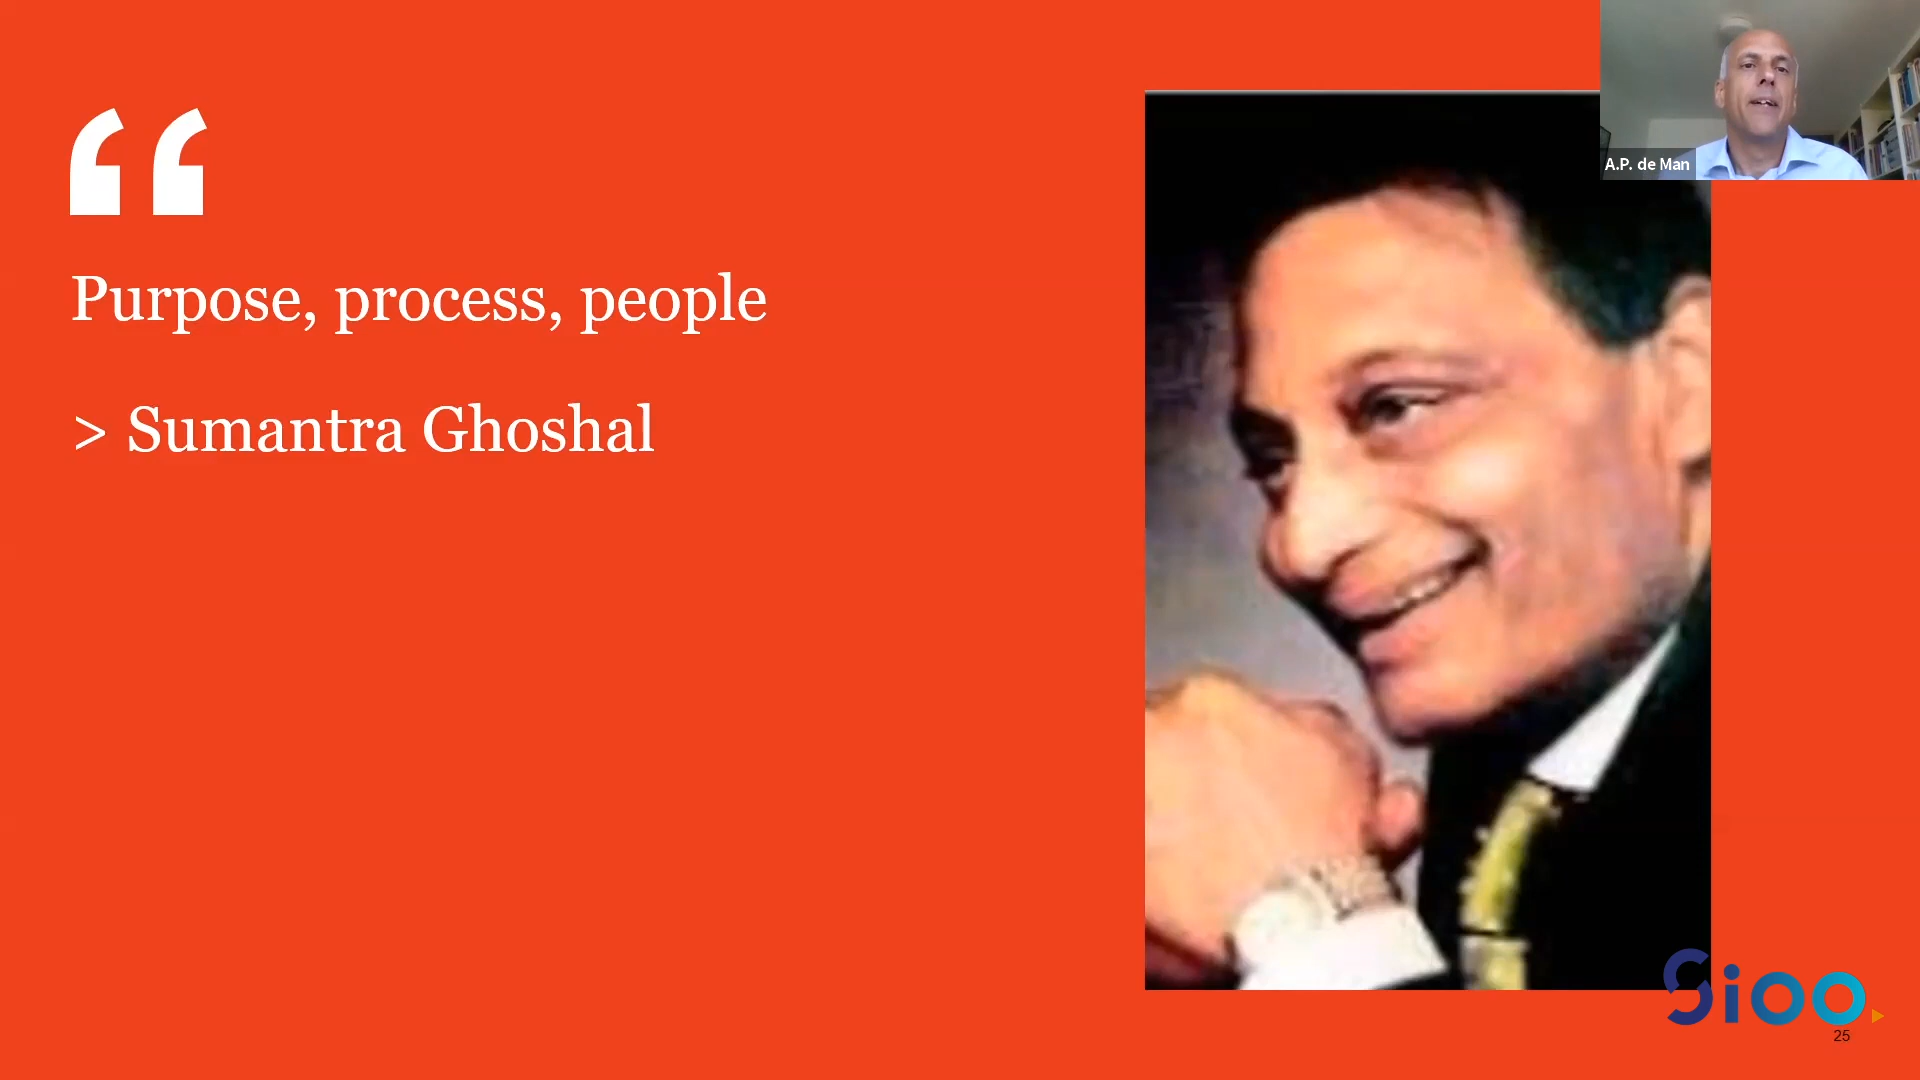 A.P. de Man
“
Purpose, process, people
> Sumantra Ghoshal
Sioo
25